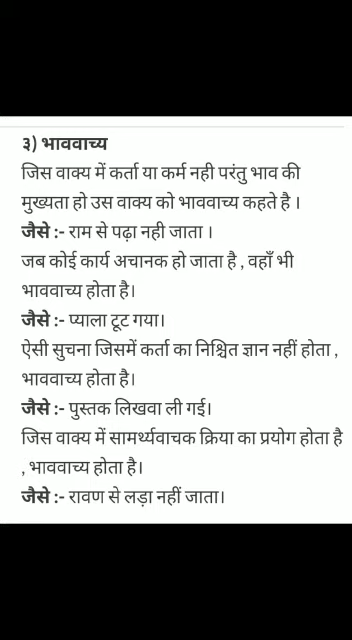 ३) भाववाच्य
जिस वाक्य में कर्ता या कर्म नही परंतु भाव की
मुख्यता हो उस वाक्य को भाववाच्य कहते है ।
जैसे :- राम से पढ़ा नही जाता ।
जब कोई कार्य अचानक हो जाता है , वहाँ भी
भाववाच्य होता है।
जैसे :- प्याला टूट गया।
ऐसी सुचना जिसमें कर्ता का निश्चित ज्ञान नहीं होता ,
भाववाच्य होता है।
जैसे :- पुस्तक लिखवा ली गई।
जिस वाक्य में सामर्थ्यवाचक क्रिया का प्रयोग होता है
, भाववाच्य होता है।
जैसे :- रावण से लड़ा नहीं जाता।